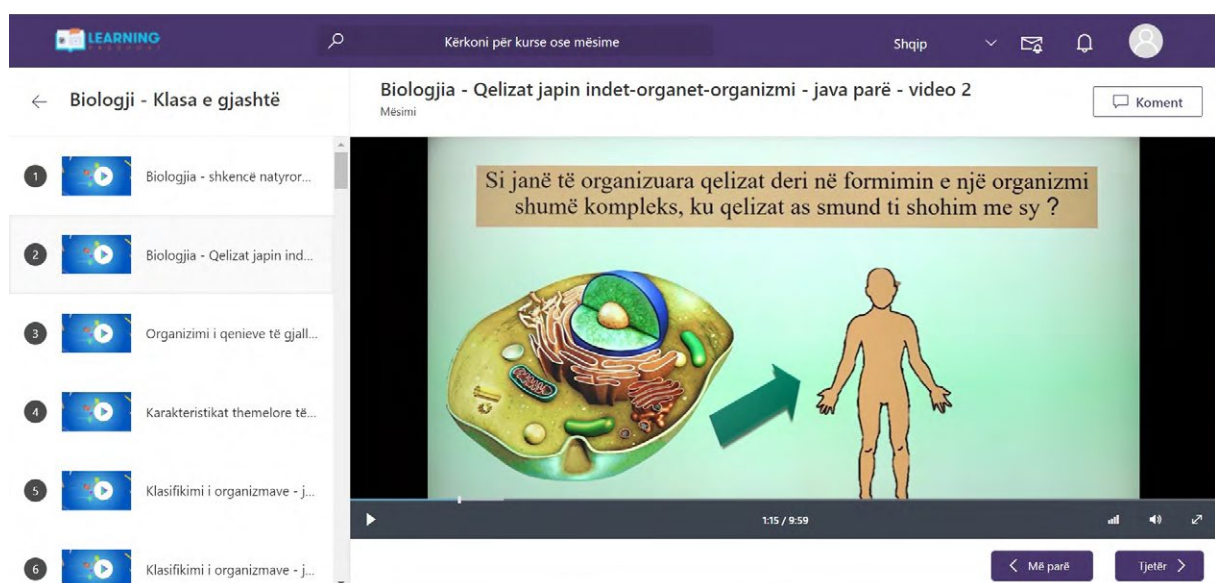 LEARNING
PASSPORT
Kërkoni për kurse ose mësime
Shqip
Biologji - Klasa e gjashtë
Biologjia - Qelizat japin indet-organet-organizmi - java parë - video 2
Mësimi
Koment
1
Biologjia - shkencë natyror...
2
Biologjia - Qelizat japin ind...
3
Organizimi i qenieve të gjall...
4
Karakteristikat themelore të...
5
Klasifikimi i organizmave - j...
6
Klasifikimi i organizmave - j...
Si janë të organizuara qelizat deri në formimin e një organizmi
shumë kompleks, ku qelizat as smund ti shohim me sy ?
1:15 / 9:59
Më parë
Tjetër